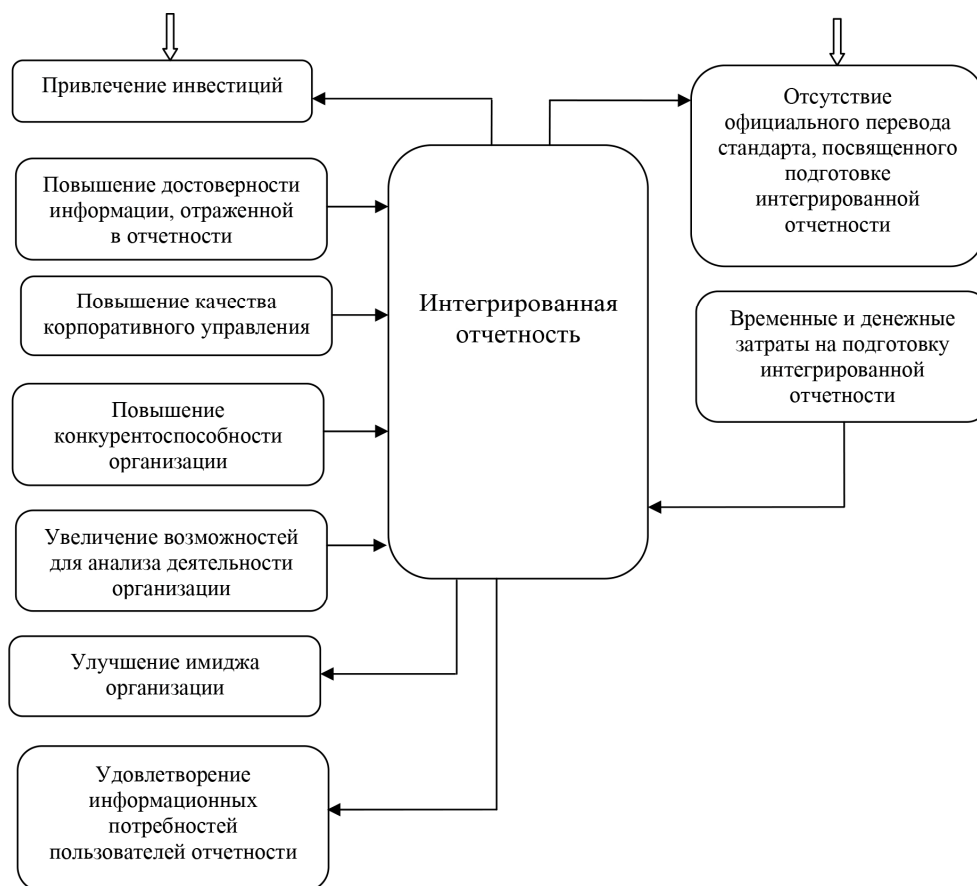 Привлечение инвестиций
Повышение достоверности
информации, отраженной
в отчетности
Повышение качества
корпоративного управления
Повышение
конкурентоспособности
организации
Увеличение возможностей
для анализа деятельности
организации
Улучшение имиджа
организации
Удовлетворение
информационных
потребностей
пользователей отчетности
Интегрированная
отчетность
Отсутствие
официального перевода
стандарта, посвященного
подготовке
интегрированной
отчетности
Временные и денежные
затраты на подготовку
интегрированной
отчетности